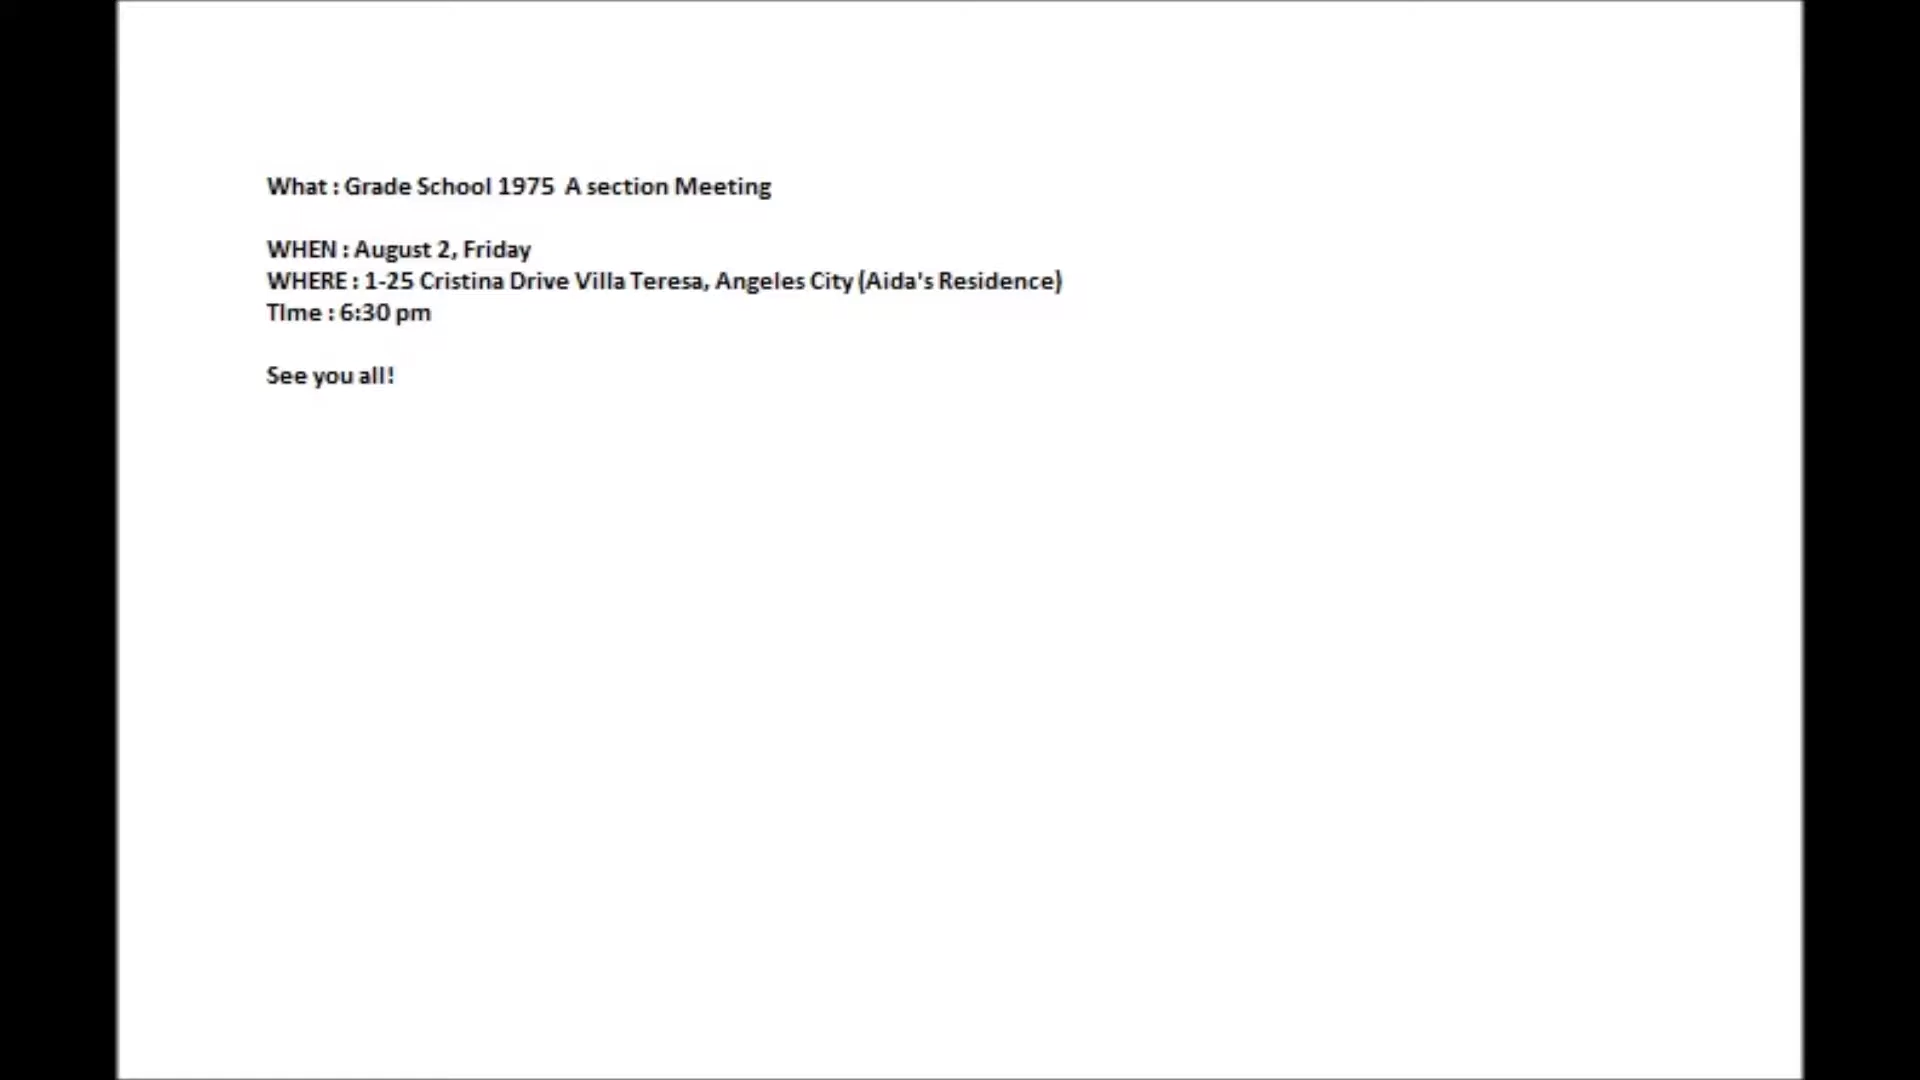 What : Grade School 1975  A section Meeting
WHEN : August 2, Friday
WHERE : 1-25 Cristina Drive Villa Teresa, Angeles City (Aida's Residence)
TIme : 6:30 pm
See you all!